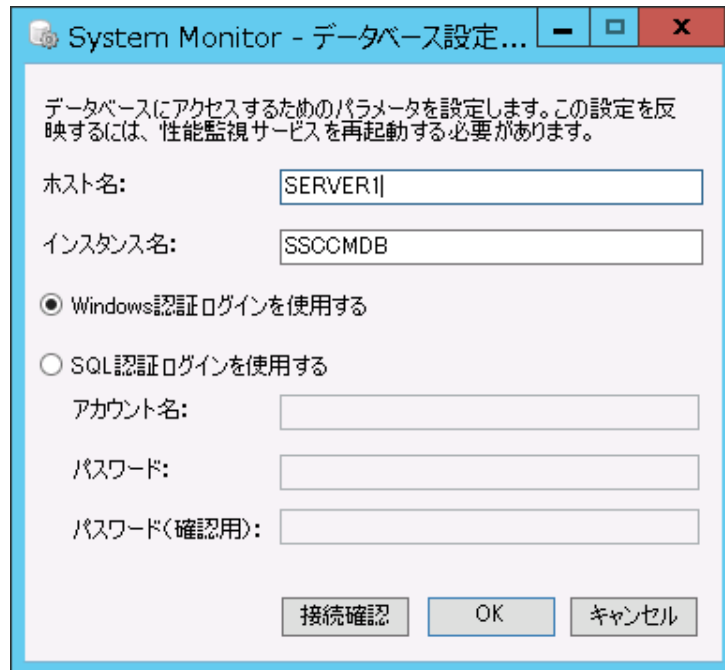 System Monitor - データベース設定...
データベースにアクセスするためのパラメータを設定します。この設定を反
映するには、性能監視サービスを再起動する必要があります。
ホスト名:
SERVER1
インスタンス名:
SSCCMDB
Windows認証ログインを使用する
SQL認証ログインを使用する
アカウント名:
パスワード:
パスワード(確認用):
接続確認 OK キャンセル